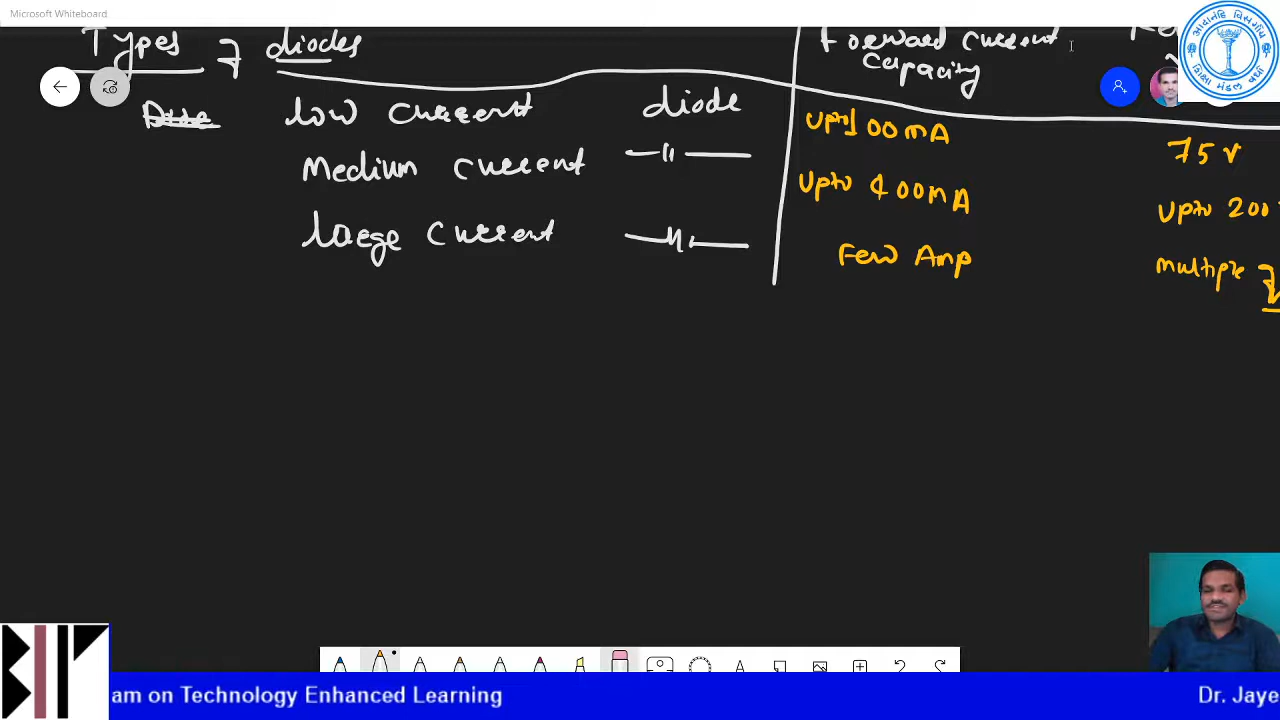 Microsoft Whiteboard
Types of diodes
Forward current
capacity
low current diode
upto 100mA
75 v
Medium current —||—
upto 400mA
upto 200
large current —||—
Few Amp
multiple of
am on Technology Enhanced Learning
Dr. Jaye